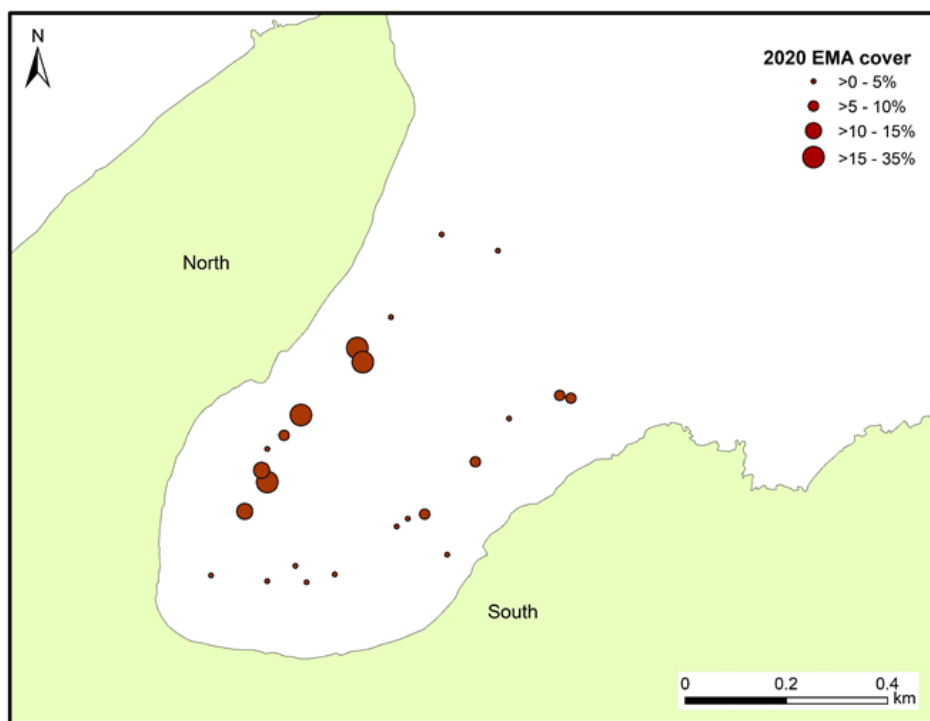 N
2020 EMA cover
>0 - 5%
>5 - 10%
>10 - 15%
>15 - 35%
North
South
0 0.2 0.4
km